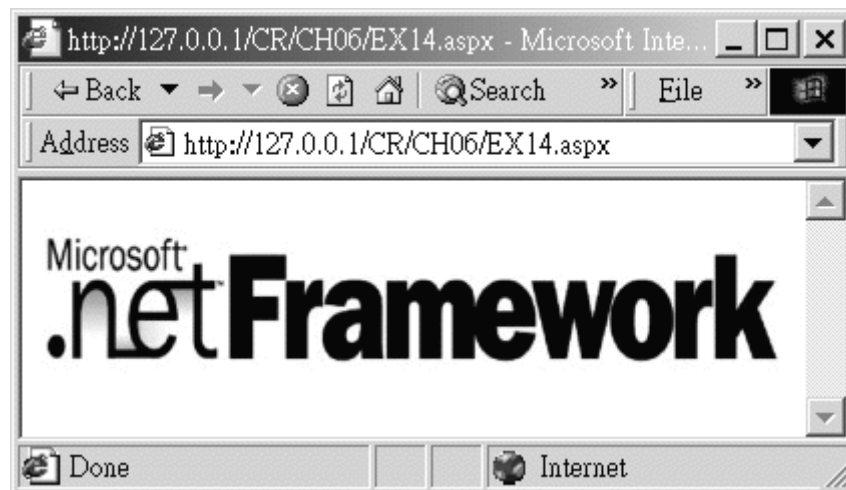 http://127.0.0.1/CR/CH06/EX14.aspx - Microsoft Inte...
Back Search » File »
Address http://127.0.0.1/CR/CH06/EX14.aspx
Microsoft
.net Framework
Done Internet